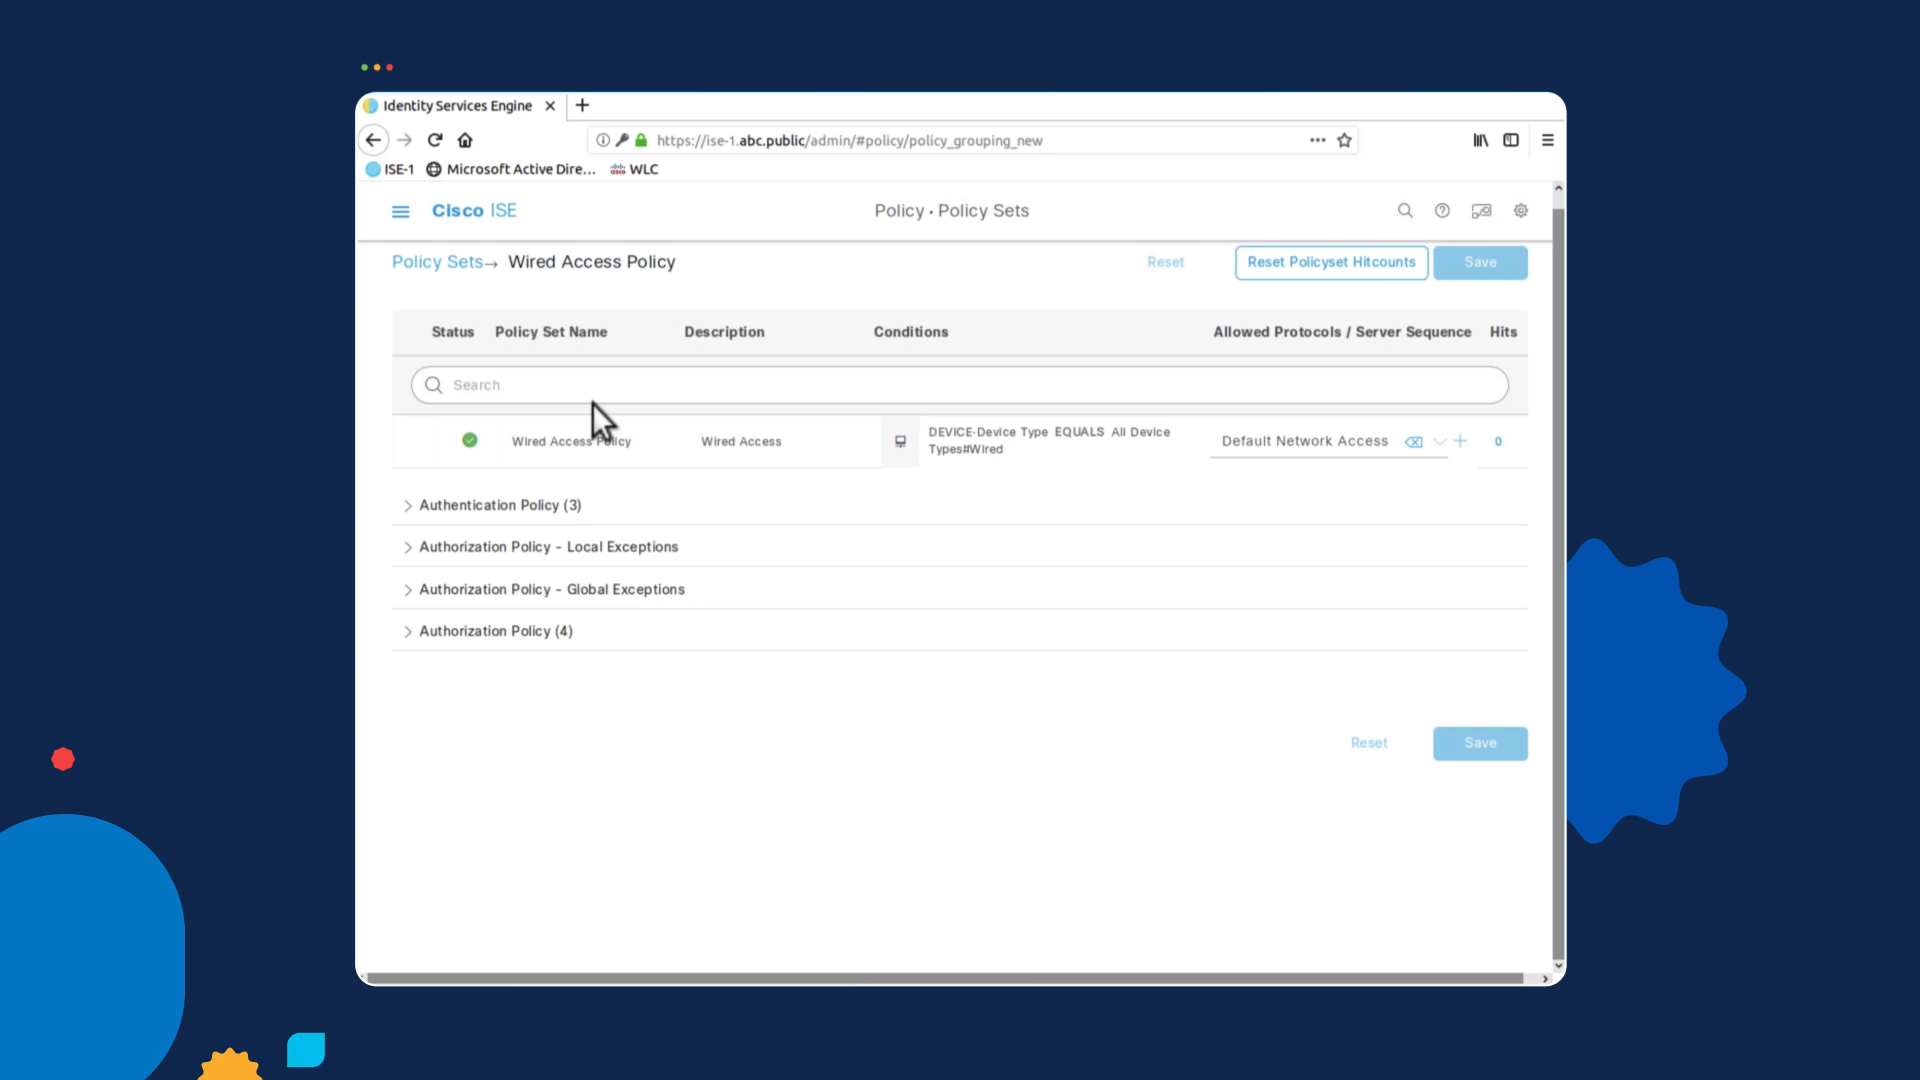 Identity Services Engine
https://ise-1.abc.public/admin/#policy/policy_grouping_new
ISE-1 Microsoft Active Dire... WLC
Cisco ISE
Policy · Policy Sets
Policy Sets→ Wired Access Policy
Reset
Reset Policyset Hitcounts
Save
Status Policy Set Name Description Conditions Allowed Protocols / Server Sequence Hits
Search
Wired Access Policy
Wired Access
DEVICE·Device Type EQUALS All Device
Types#Wired
Default Network Access
0
Authentication Policy (3)
Authorization Policy - Local Exceptions
Authorization Policy - Global Exceptions
Authorization Policy (4)
Reset
Save